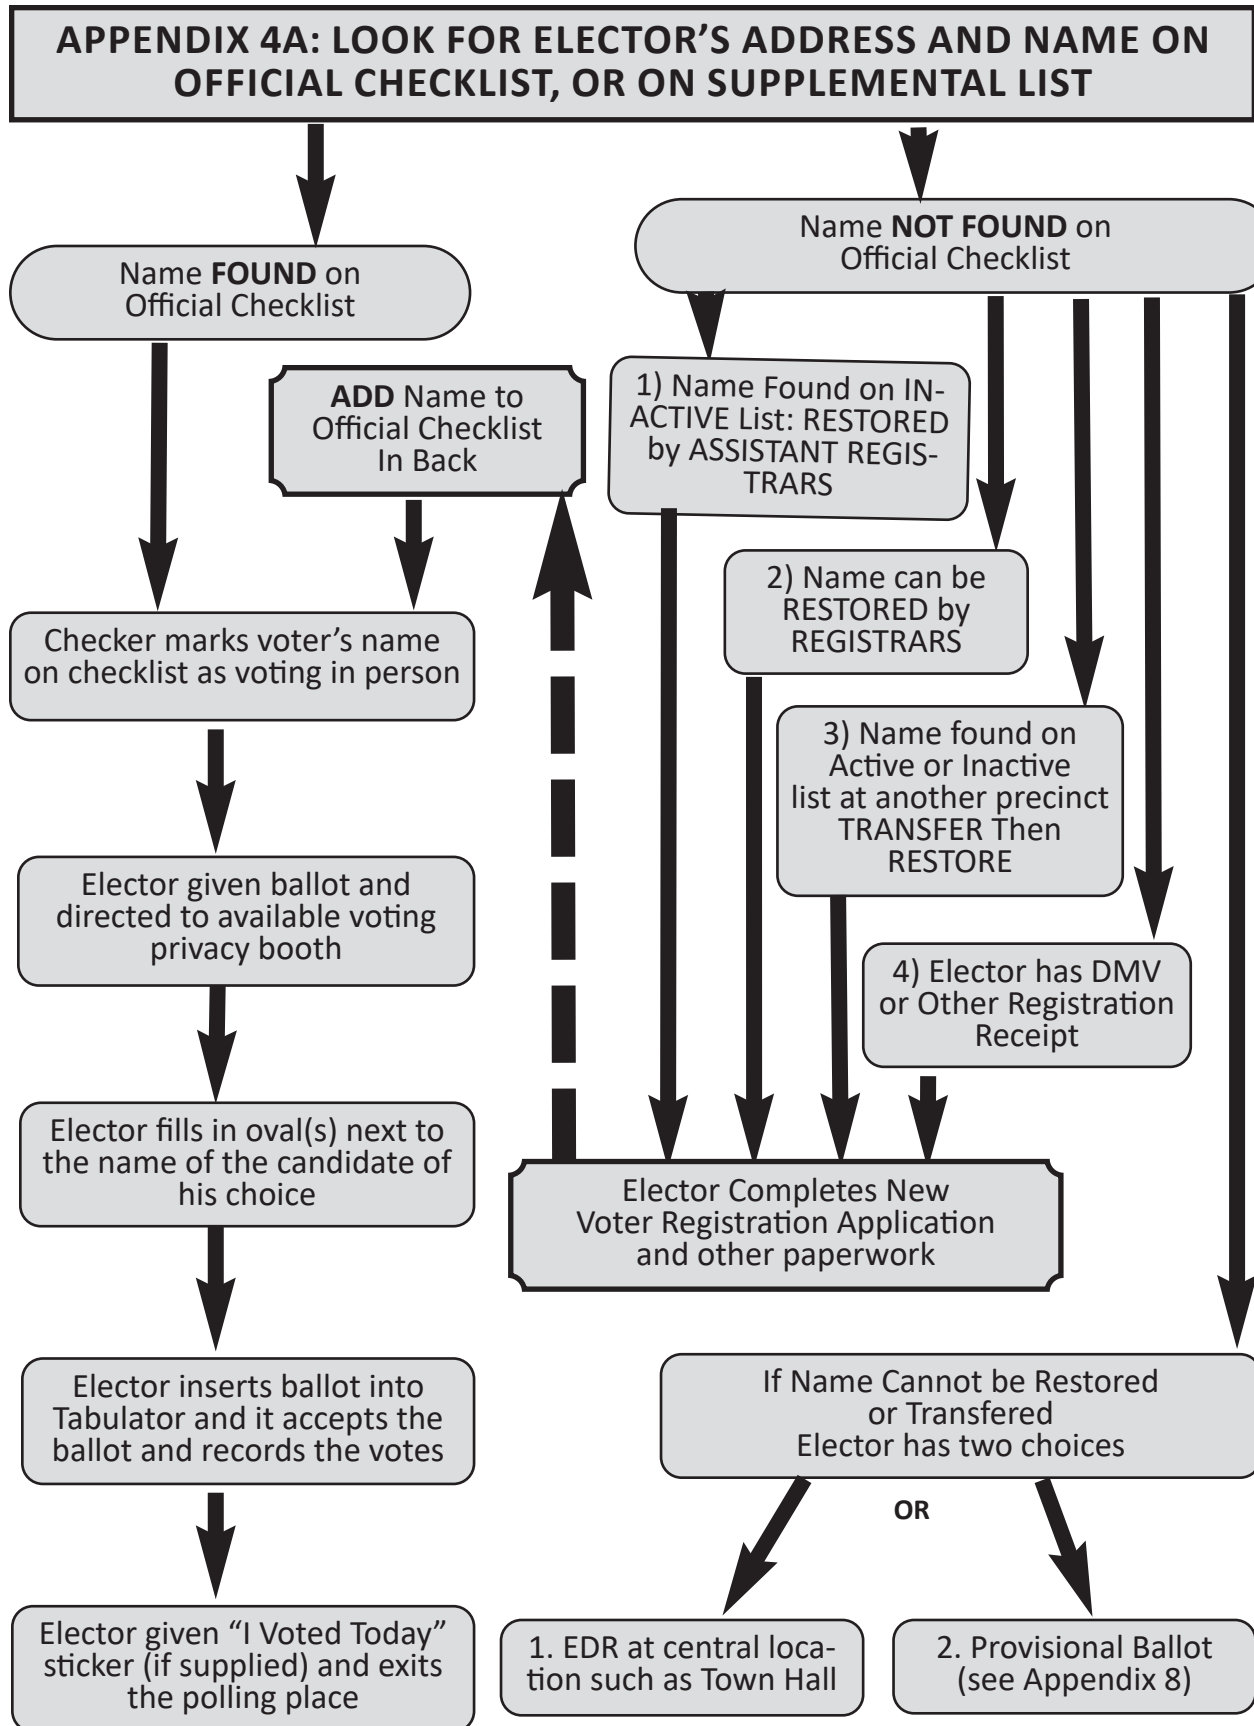 APPENDIX 4A: LOOK FOR ELECTOR’S ADDRESS AND NAME ON
OFFICIAL CHECKLIST, OR ON SUPPLEMENTAL LIST
Name FOUND on
Official Checklist
ADD Name to
Official Checklist
In Back
Checker marks voter’s name
on checklist as voting in person
Elector given ballot and
directed to available voting
privacy booth
Elector fills in oval(s) next to
the name of the candidate of
his choice
Elector inserts ballot into
Tabulator and it accepts the
ballot and records the votes
Elector given “I Voted Today”
sticker (if supplied) and exits
the polling place
Name NOT FOUND on
Official Checklist
1) Name Found on IN-
ACTIVE List: RESTORED
by ASSISTANT REGIS-
TRARS
2) Name can be
RESTORED by
REGISTRARS
3) Name found on
Active or Inactive
list at another precinct
TRANSFER Then
RESTORE
4) Elector has DMV
or Other Registration
Receipt
Elector Completes New
Voter Registration Application
and other paperwork
If Name Cannot be Restored
or Transfered
Elector has two choices
OR
1. EDR at central loca-
tion such as Town Hall
2. Provisional Ballot
(see Appendix 8)